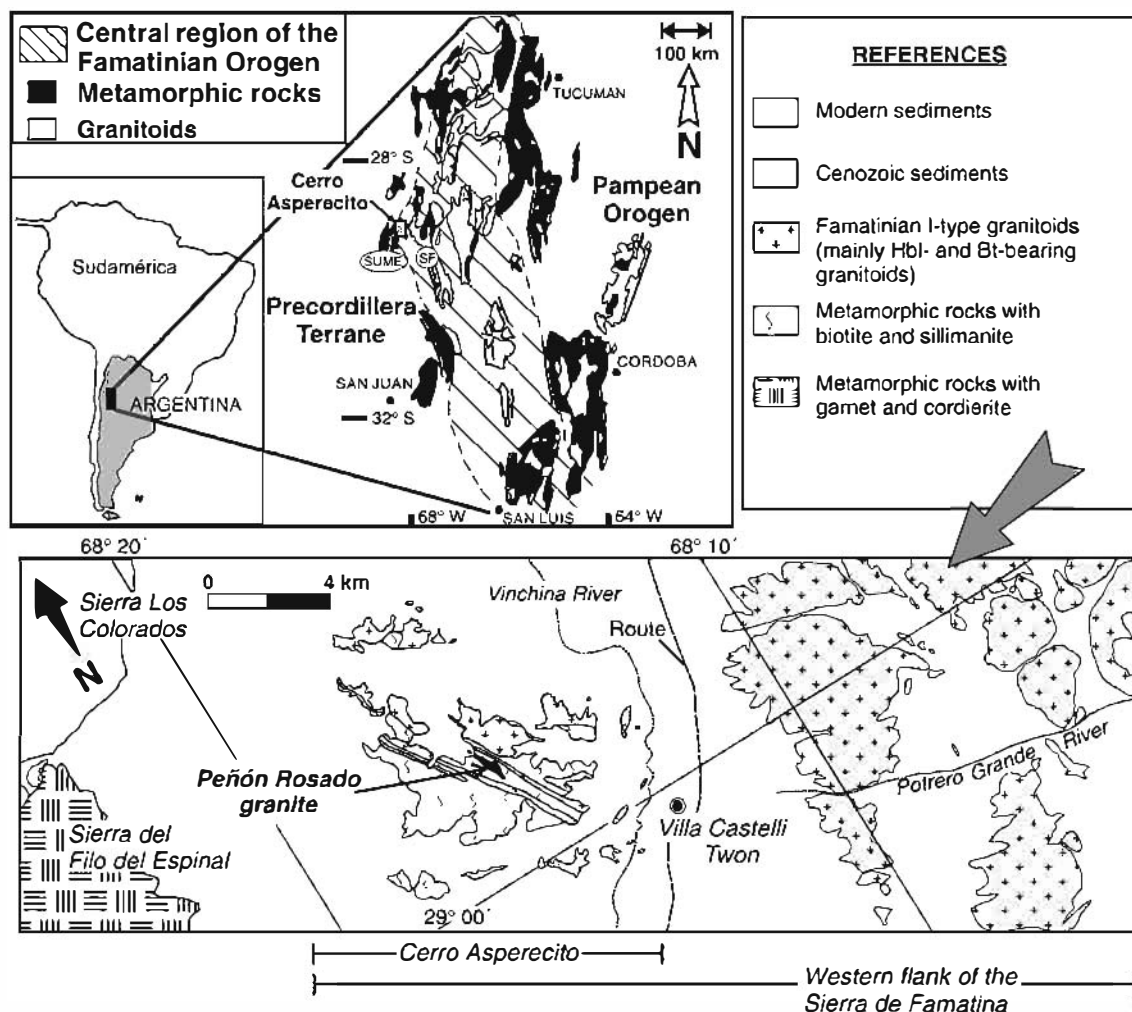 Central region of the
Famatinian Orogen
Metamorphic rocks
Granitoids
100 km
TUCUMAN
N
28° S
Cerro
Asperecito
Pampean
Orogen
SUME
SF
Precordillera
Terrane
CORDOBA
SAN JUAN
32° S
68° W
SAN LUIS
64° W
Sudamérica
ARGENTINA
REFERENCES
Modern sediments
Cenozoic sediments
Famatinian I-type granitoids
(mainly Hbl- and Bt-bearing
granitoids)
Metamorphic rocks with
biotite and sillimanite
Metamorphic rocks with
garnet and cordierite
68° 20´
68° 10´
0 4 km
Sierra Los
Colorados
N
Vinchina River
Route
Peñón Rosado
granite
Potrero Grande River
Sierra del
Filo del Espinal
Villa Castelli
Twon
29° 00´
Cerro Asperecito
Western flank of the
Sierra de Famatina